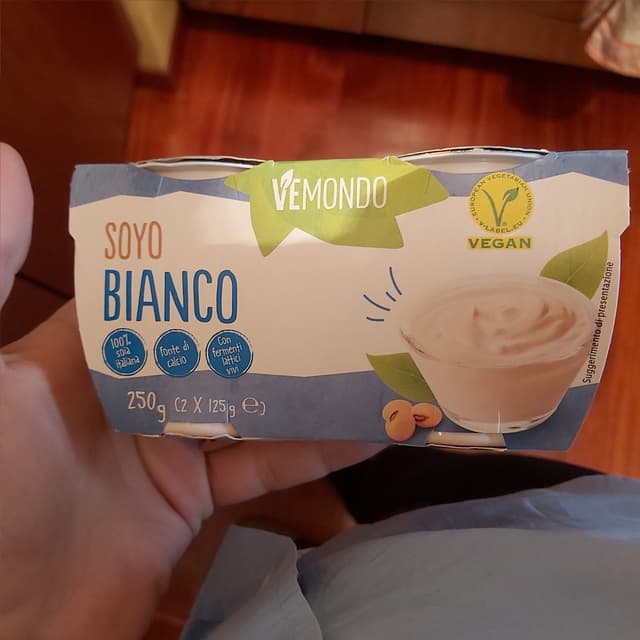 VEMONDO
EUROPEAN VEGETARIAN UNION
V-LABEL.EU
VEGAN
SOYO
BIANCO
100%
soia
italiana
fonte di
calcio
Con
fermenti
lattici
vivi
250g (2 X 125 g ℮)
Suggerimento di presentazione